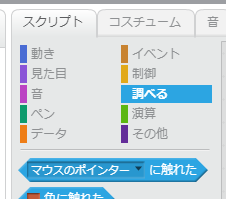 スクリプト コスチューム 音
動き イベント
見た目 制御
音 調べる
ペン 演算
データ その他
マウスのポインター に触れた
色に触れた